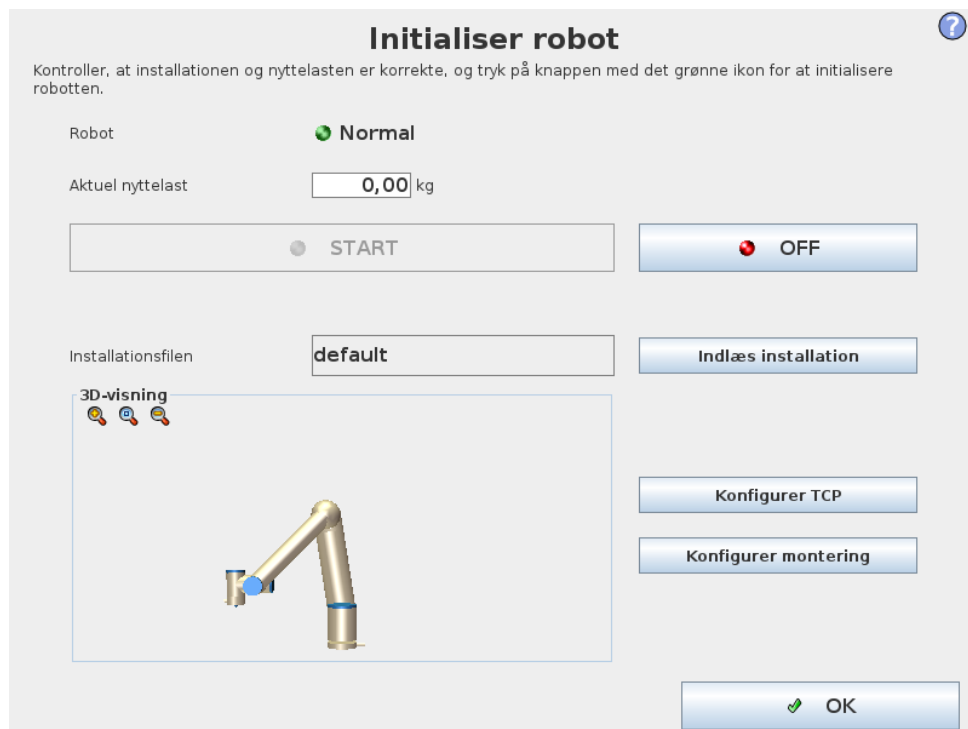 Initialiser robot
?
Kontroller, at installationen og nyttelasten er korrekte, og tryk på knappen med det grønne ikon for at initialisere
robotten.
Robot
Normal
Aktuel nyttelast
0,00 kg
START
OFF
Installationsfilen
default
Indlæs installation
3D-visning
Konfigurer TCP
Konfigurer montering
OK